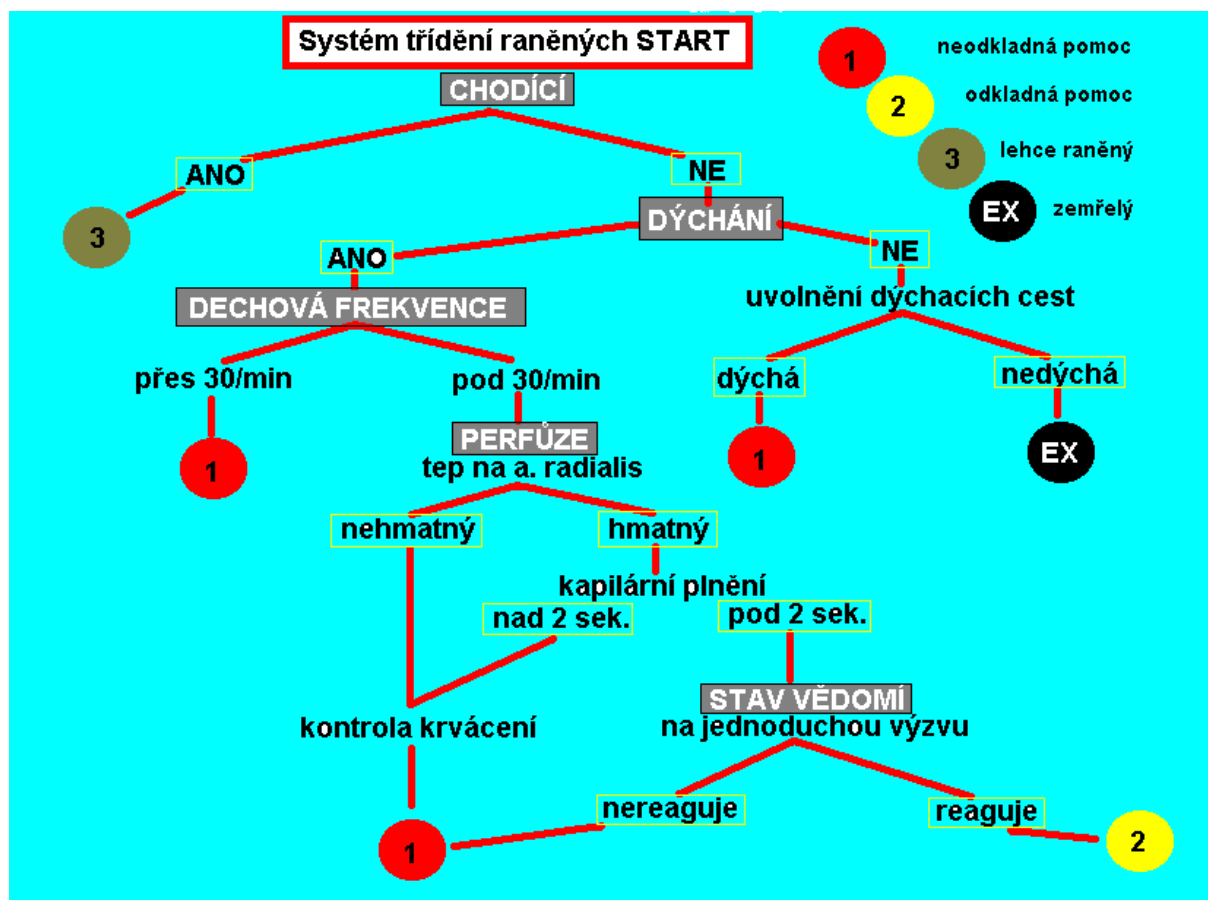 Systém třídění raněných START
1 neodkladná pomoc
2 odkladná pomoc
3 lehce raněný
EX zemřelý
CHODÍCÍ
ANO
NE
3
DÝCHÁNÍ
ANO
NE
DECHOVÁ FREKVENCE
uvolnění dýchacích cest
přes 30/min
pod 30/min
dýchá
nedýchá
1
PERFŮZE
tep na a. radialis
1
EX
nehmatný
hmatný
kapilární plnění
nad 2 sek.
pod 2 sek.
kontrola krvácení
STAV VĚDOMÍ
na jednoduchou výzvu
nereaguje
reaguje
1
2